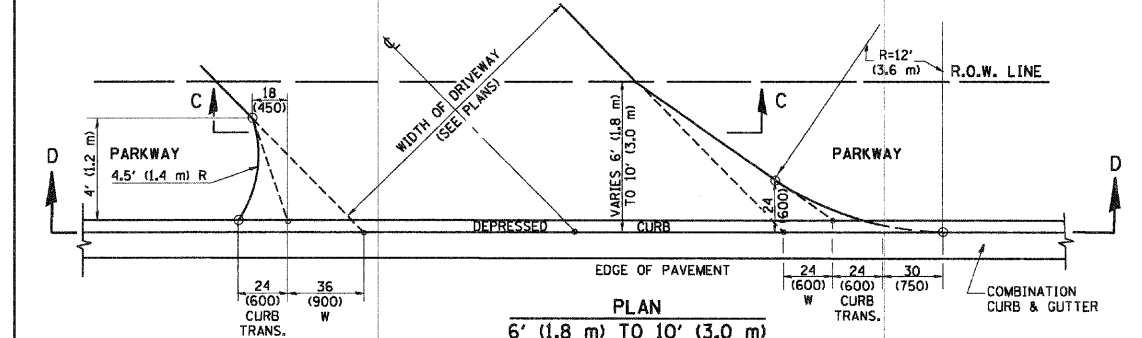 R=12'
(3.6 m)
R.O.W. LINE
℄
C
18
(450)
WIDTH OF DRIVEWAY
(SEE PLANS)
C
D
4' (1.2 m)
PARKWAY
4.5' (1.4 m) R
VARIES 6' (1.8 m)
TO 10' (3.0 m)
PARKWAY
D
24
(600)
DEPRESSED CURB
EDGE OF PAVEMENT
24
(600)
CURB
TRANS.
36
(900)
W
24
(600)
W
24
(600)
CURB
TRANS.
30
(750)
COMBINATION
CURB & GUTTER
PLAN
6' (1.8 m) TO 10' (3.0 m)